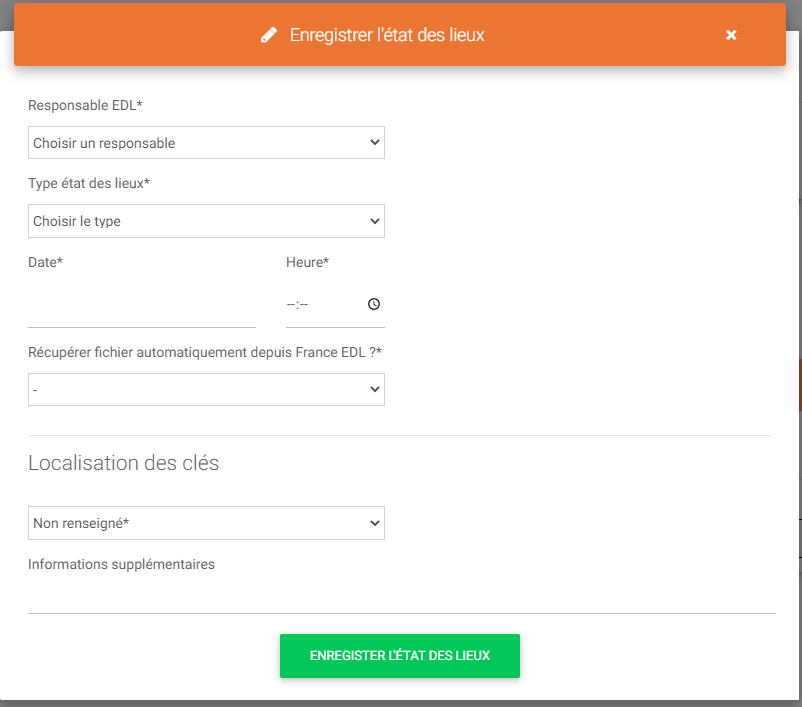 Enregistrer l'état des lieux
Responsable EDL*
Choisir un responsable
Type état des lieux*
Choisir le type
Date* Heure*
--:--
Récupérer fichier automatiquement depuis France EDL ?*
-
Localisation des clés
Non renseigné*
Informations supplémentaires
ENREGISTER L'ÉTAT DES LIEUX